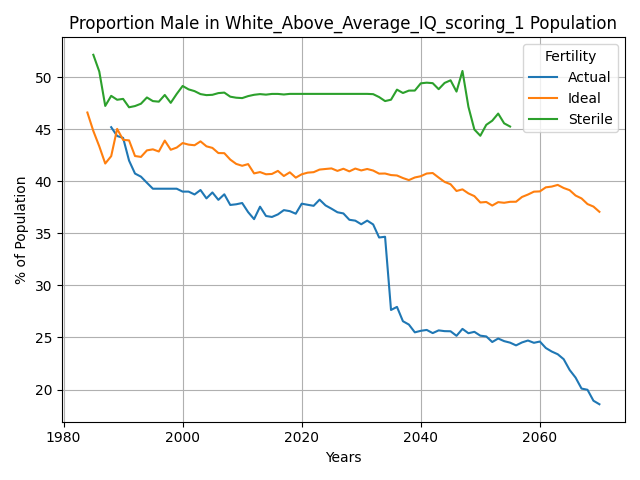 Proportion Male in White_Above_Average_IQ_scoring_1 Population
Fertility
Actual
Ideal
Sterile
% of Population
50
45
40
35
30
25
20
1980
2000
2020
2040
2060
Years